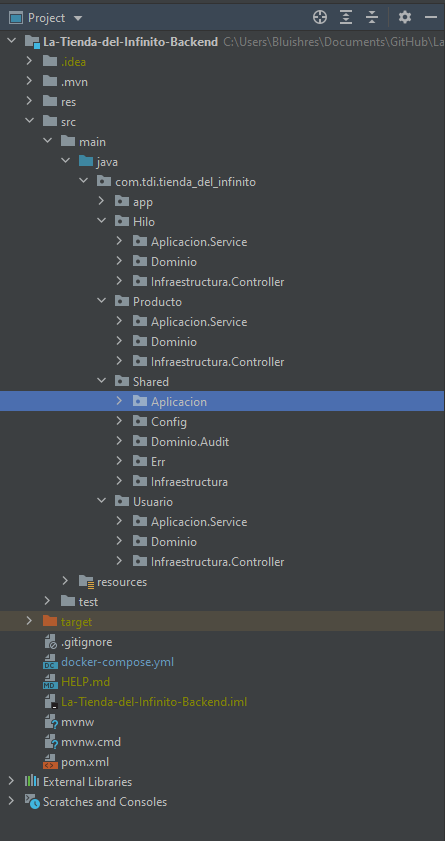 Project
La-Tienda-del-Infinito-Backend C:\Users\Bluishres\Documents\GitHub\La
.idea
.mvn
res
src
main
java
com.tdi.tienda_del_infinito
app
Hilo
Aplicacion.Service
Dominio
Infraestructura.Controller
Producto
Aplicacion.Service
Dominio
Infraestructura.Controller
Shared
Aplicacion
Config
Dominio.Audit
Err
Infraestructura
Usuario
Aplicacion.Service
Dominio
Infraestructura.Controller
resources
test
target
.gitignore
DC docker-compose.yml
MD HELP.md
La-Tienda-del-Infinito-Backend.iml
mvnw
mvnw.cmd
pom.xml
External Libraries
Scratches and Consoles